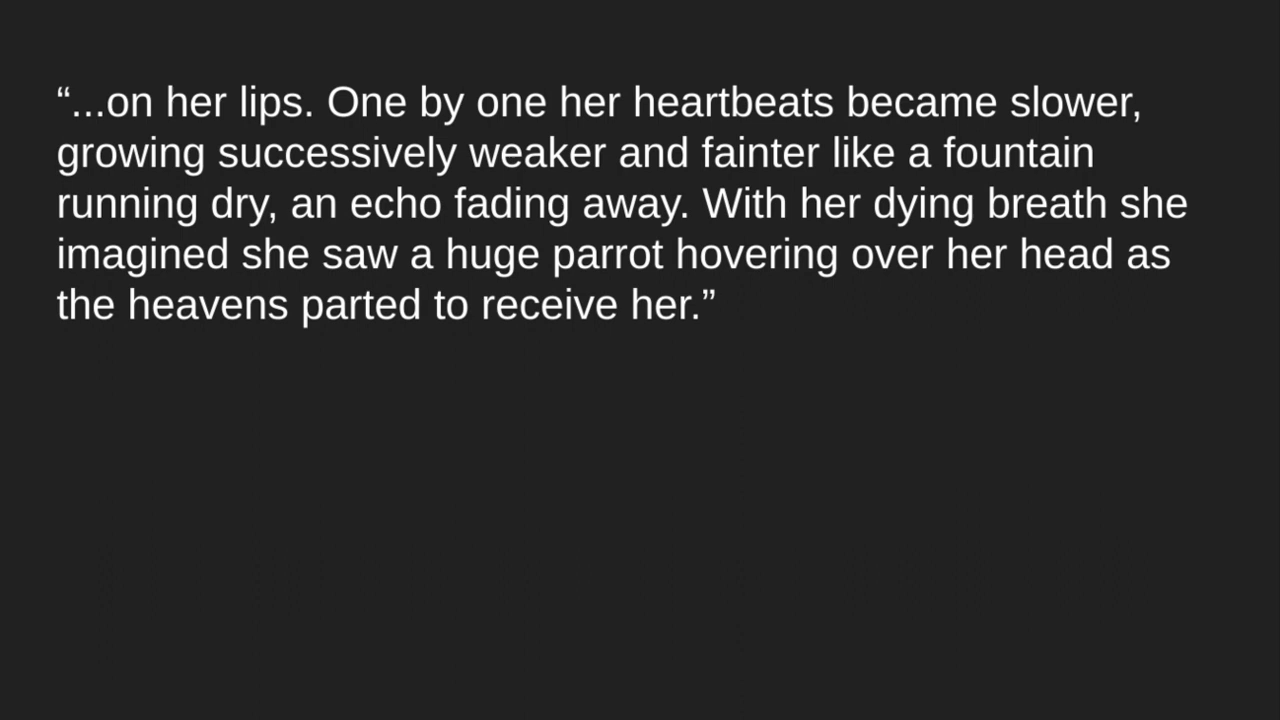 “...on her lips. One by one her heartbeats became slower,
growing successively weaker and fainter like a fountain
running dry, an echo fading away. With her dying breath she
imagined she saw a huge parrot hovering over her head as
the heavens parted to receive her.”